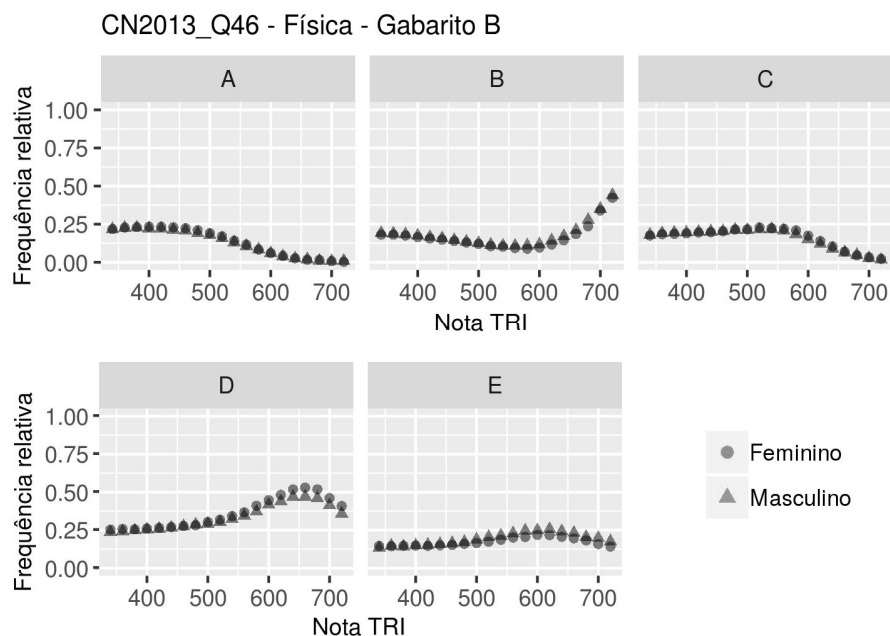 CN2013_Q46 - Física - Gabarito B
A
B
C
Frequência relativa
1.00
0.75
0.50
0.25
0.00
400 500 600 700
400 500 600 700
400 500 600 700
Nota TRI
D
E
Frequência relativa
1.00
0.75
0.50
0.25
0.00
400 500 600 700
400 500 600 700
Nota TRI
Feminino
Masculino